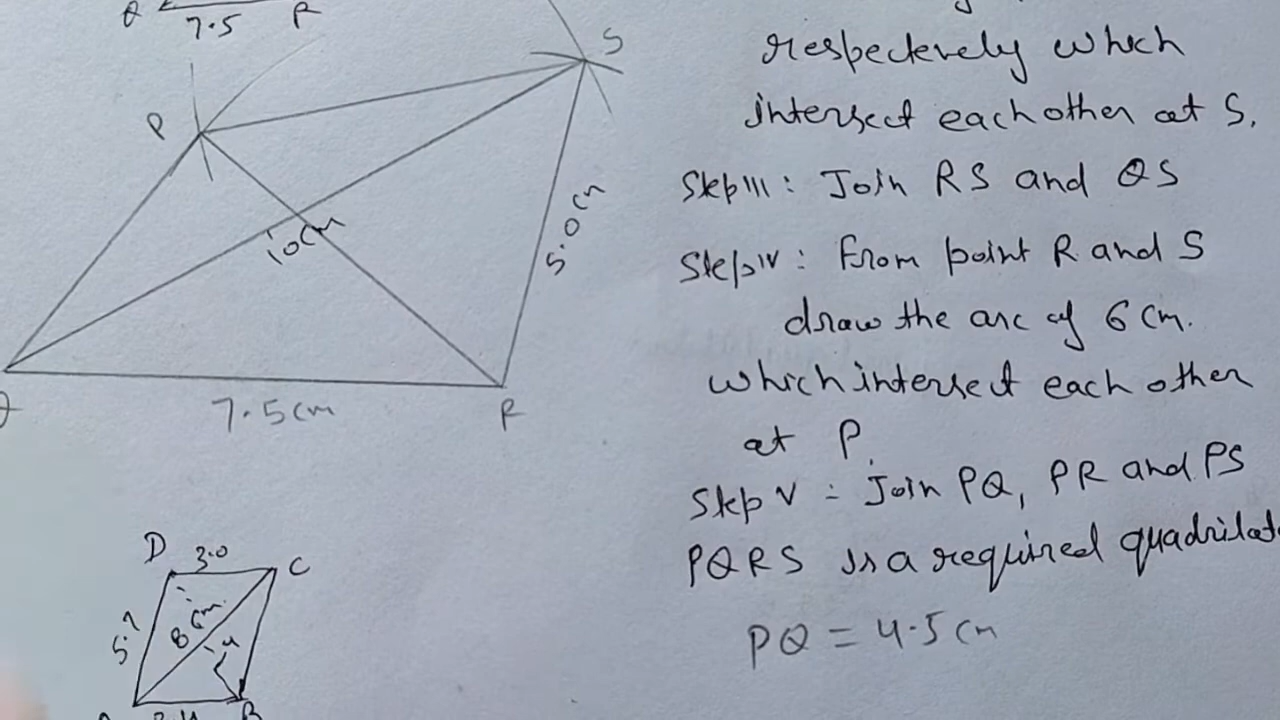 Q
7.5
R
S
P
10cm
5.0cm
7.5cm
R
D
3.0
C
5.7
8cm
4
B
respectively which
intersect each other at S.
Step III : Join RS and QS
Step IV : From point R and S
draw the arc of 6 cm.
which intersect each other
at P.
Step V : Join PQ, PR and PS
PQRS is a required quadrilat
PQ = 4.5 cm